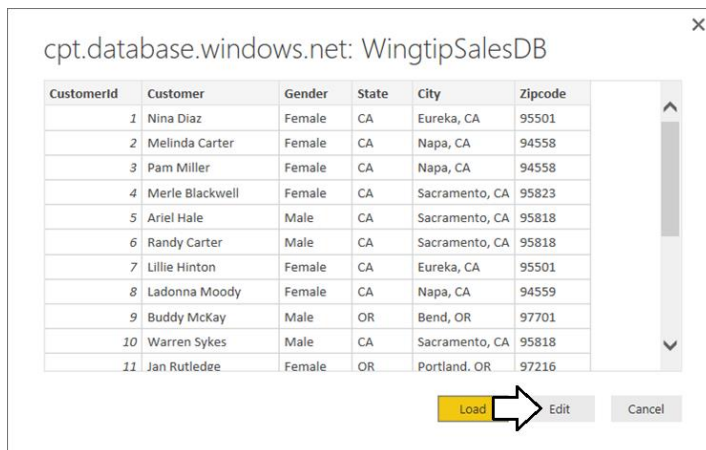 cpt.database.windows.net: WingtipSalesDB
CustomerId Customer Gender State City Zipcode
1 Nina Diaz Female CA Eureka, CA 95501
2 Melinda Carter Female CA Napa, CA 94558
3 Pam Miller Female CA Napa, CA 94558
4 Merle Blackwell Female CA Sacramento, CA 95823
5 Ariel Hale Male CA Sacramento, CA 95818
6 Randy Carter Male CA Sacramento, CA 95818
7 Lillie Hinton Female CA Eureka, CA 95501
8 Ladonna Moody Female CA Napa, CA 94559
9 Buddy McKay Male OR Bend, OR 97701
10 Warren Sykes Male CA Sacramento, CA 95818
11 Jan Rutledge Female OR Portland, OR 97216
Load Edit Cancel